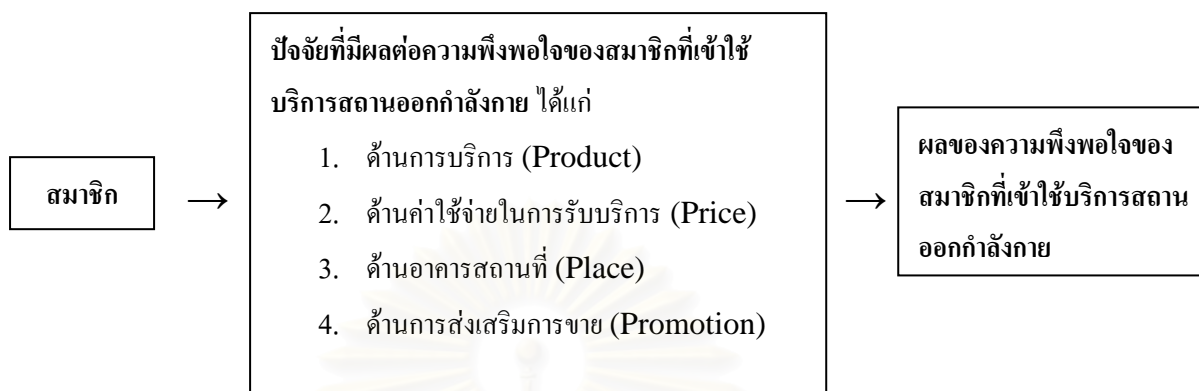 สมาชิก
→
ปัจจัยที่มีผลต่อความพึงพอใจของสมาชิกที่เข้าใช้
บริการสถานออกกำลังกาย ได้แก่
1. ด้านการบริการ (Product)
2. ด้านค่าใช้จ่ายในการรับบริการ (Price)
3. ด้านอาคารสถานที่ (Place)
4. ด้านการส่งเสริมการขาย (Promotion)
→
ผลของความพึงพอใจของ
สมาชิกที่เข้าใช้บริการสถาน
ออกกำลังกาย